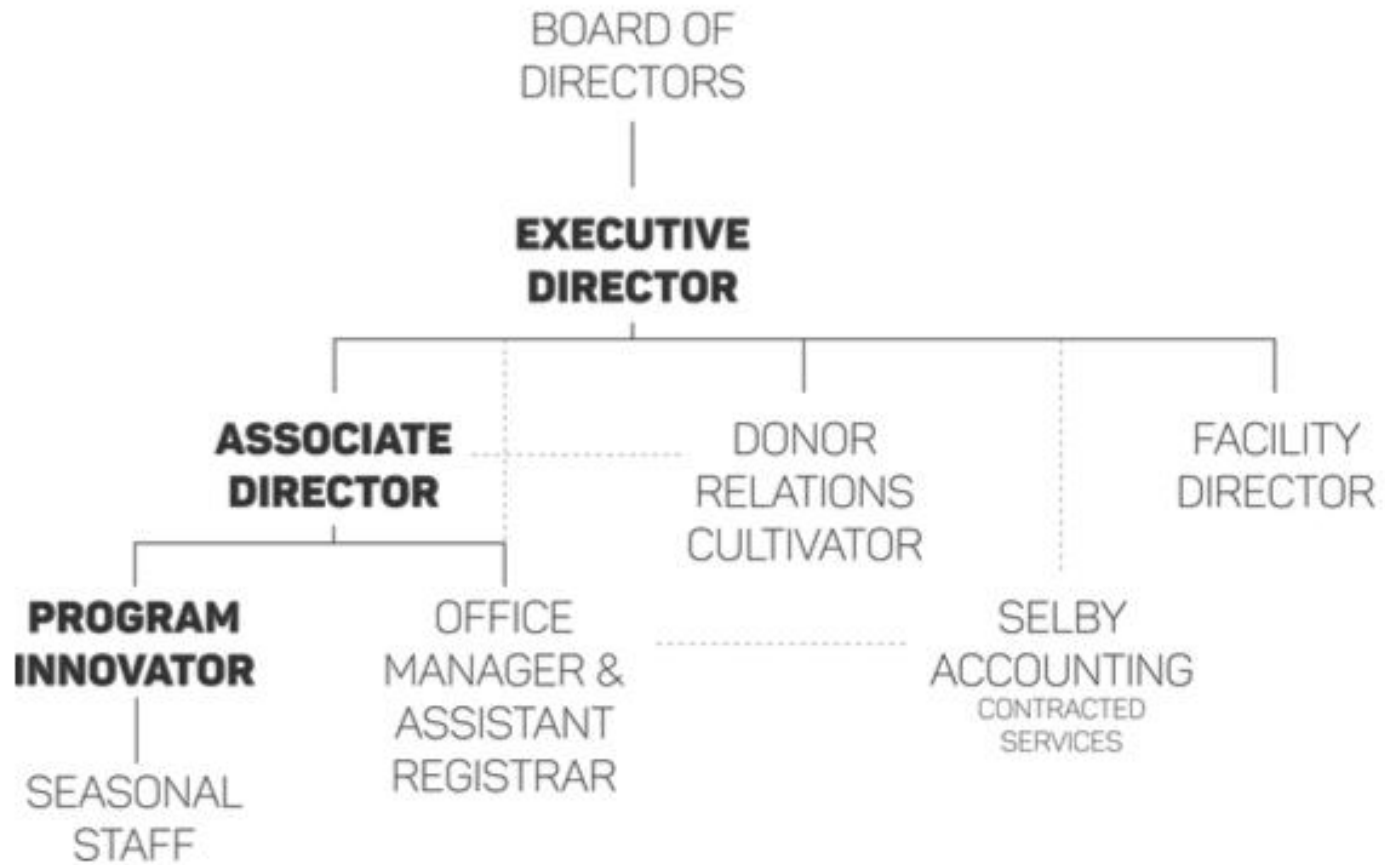 BOARD OF
DIRECTORS
EXECUTIVE
DIRECTOR
ASSOCIATE
DIRECTOR
DONOR
RELATIONS
CULTIVATOR
FACILITY
DIRECTOR
PROGRAM
INNOVATOR
OFFICE
MANAGER &
ASSISTANT
REGISTRAR
SELBY
ACCOUNTING
CONTRACTED
SERVICES
SEASONAL
STAFF